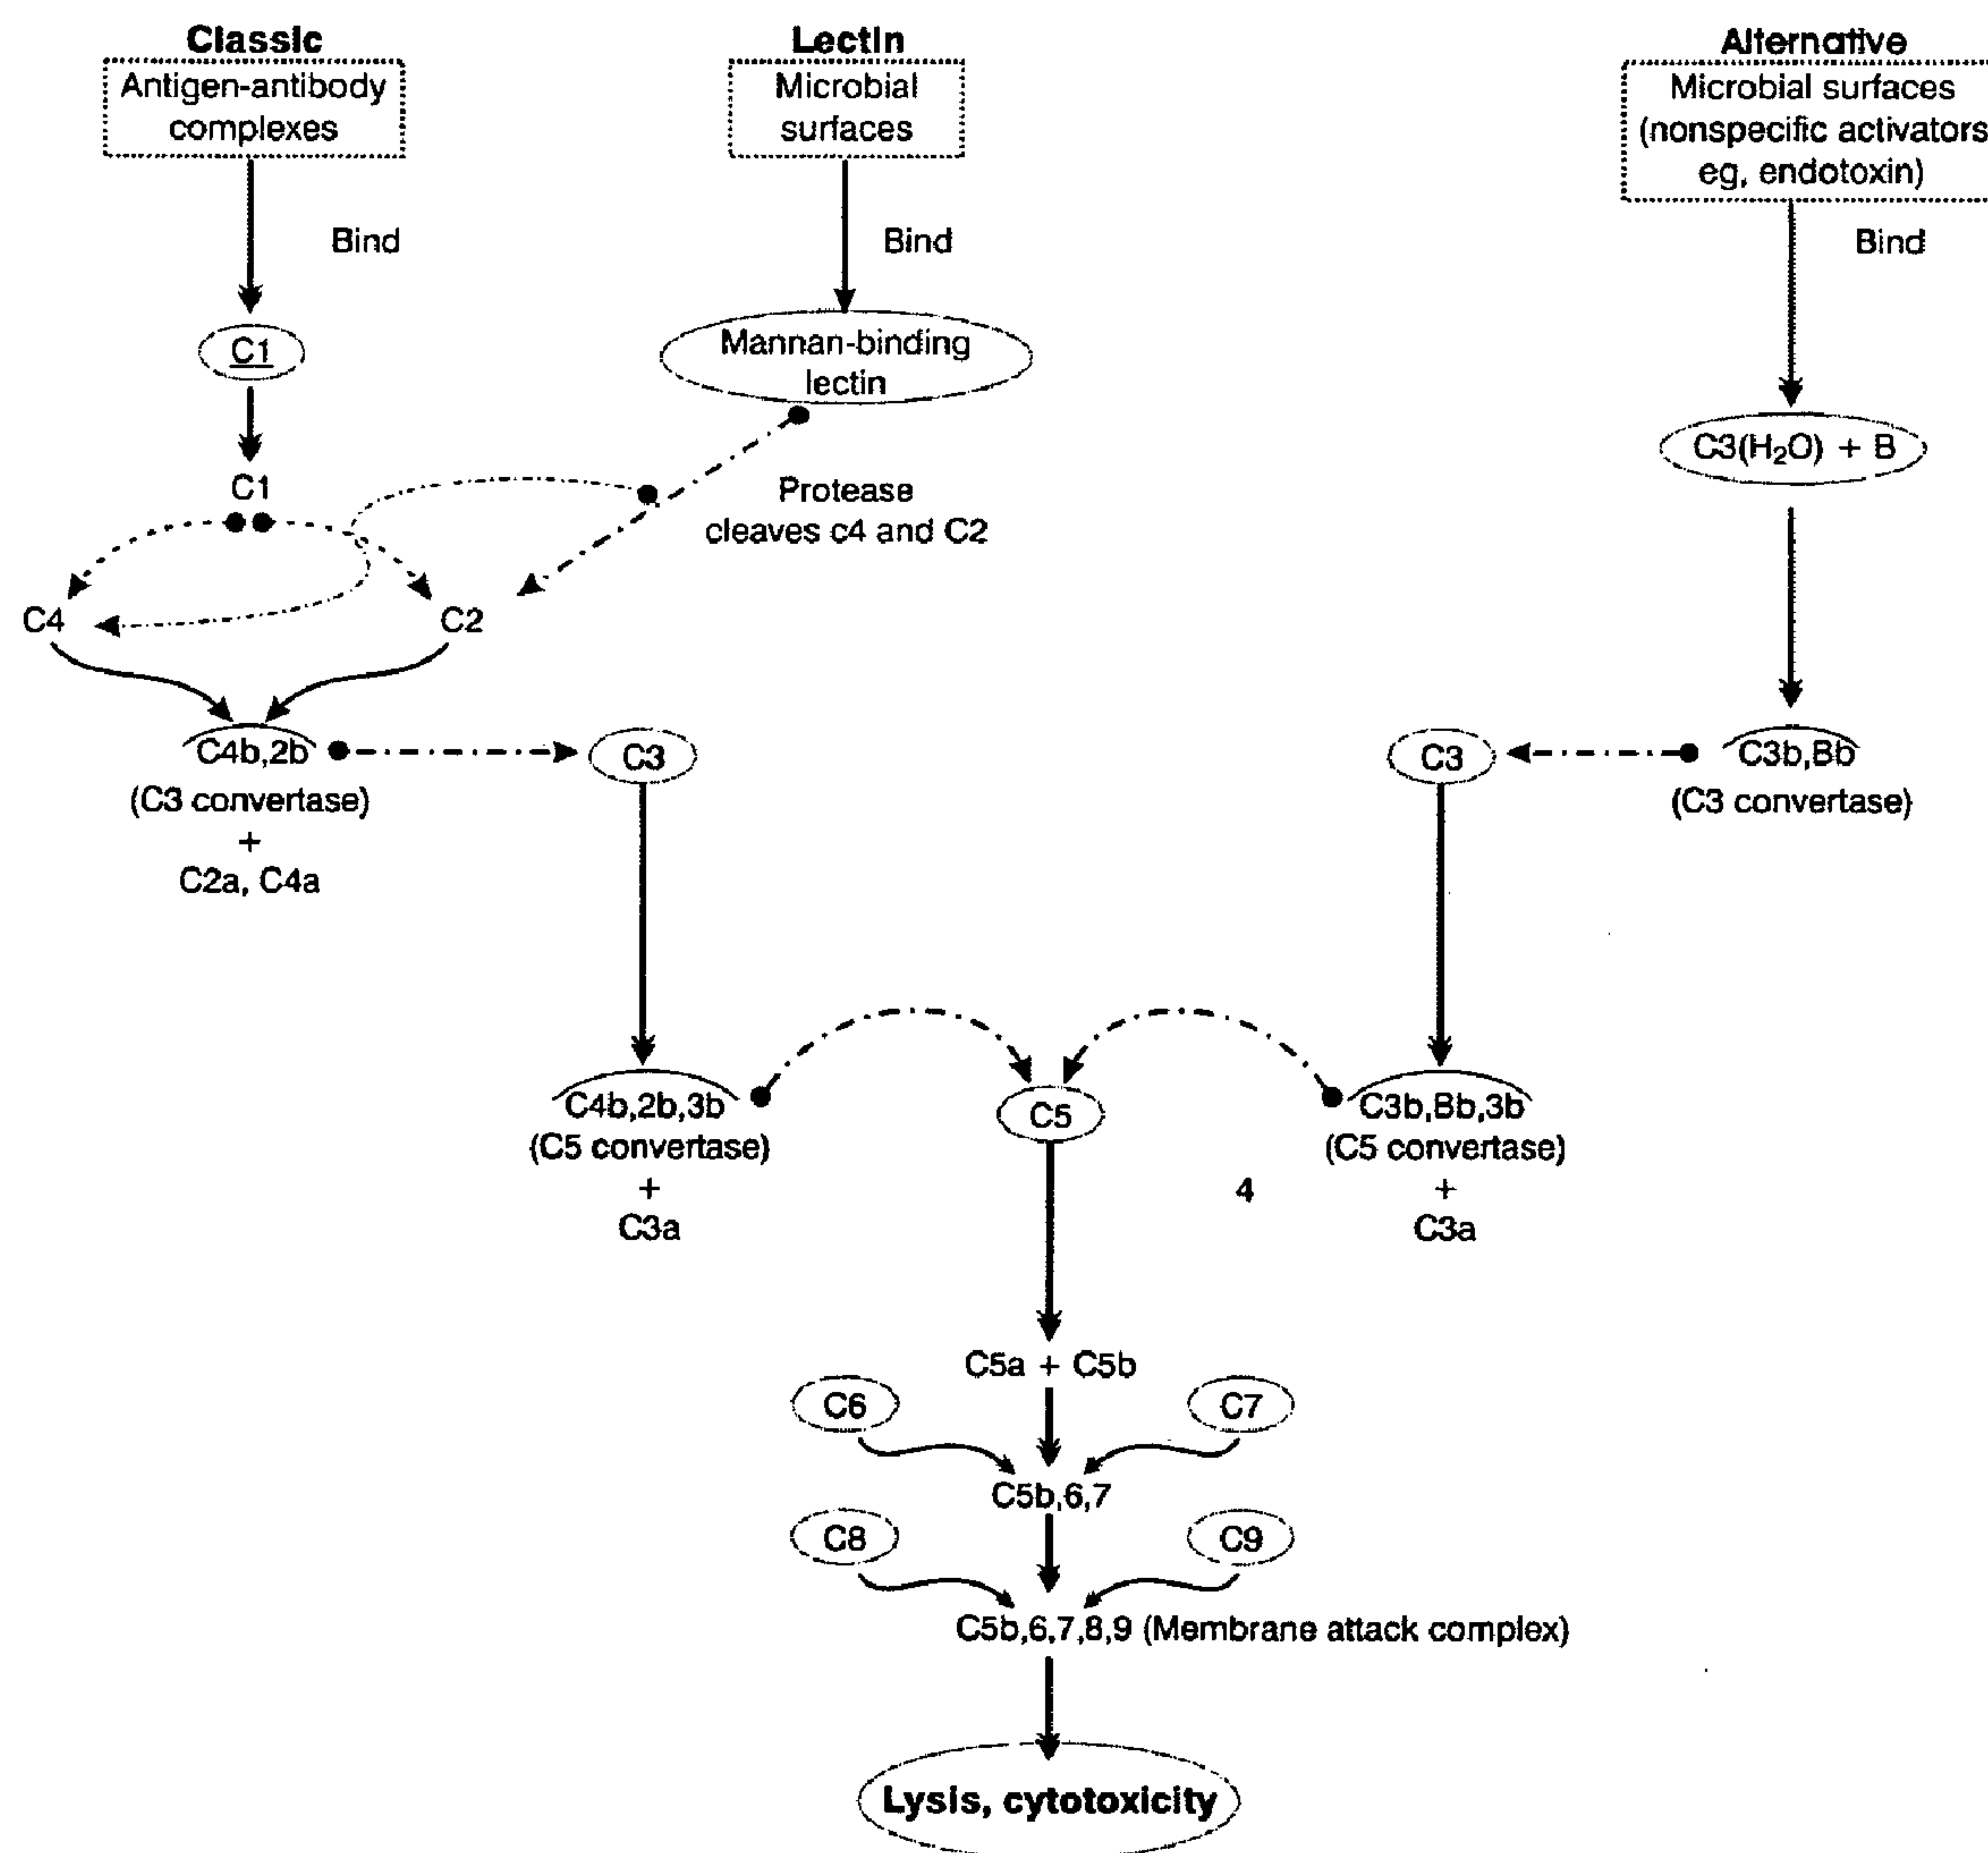 Classic
Lectin
Alternative
Antigen-antibody
complexes
Microbial
surfaces
Microbial surfaces
(nonspecific activators
eg, endotoxin)
Bind
Bind
Bind
C1
Mannan-binding
lectin
C3(H₂O) + B
C1
Protease
cleaves c4 and C2
C4
C2
C4b,2b
(C3 convertase)
+
C2a, C4a
C3
C3
C3b,Bb
(C3 convertase)
C4b,2b,3b
(C5 convertase)
+
C3a
C5
4
C3b,Bb,3b
(C5 convertase)
+
C3a
C5a + C5b
C6
C7
C5b,6,7
C8
C9
C5b,6,7,8,9 (Membrane attack complex)
Lysis, cytotoxicity